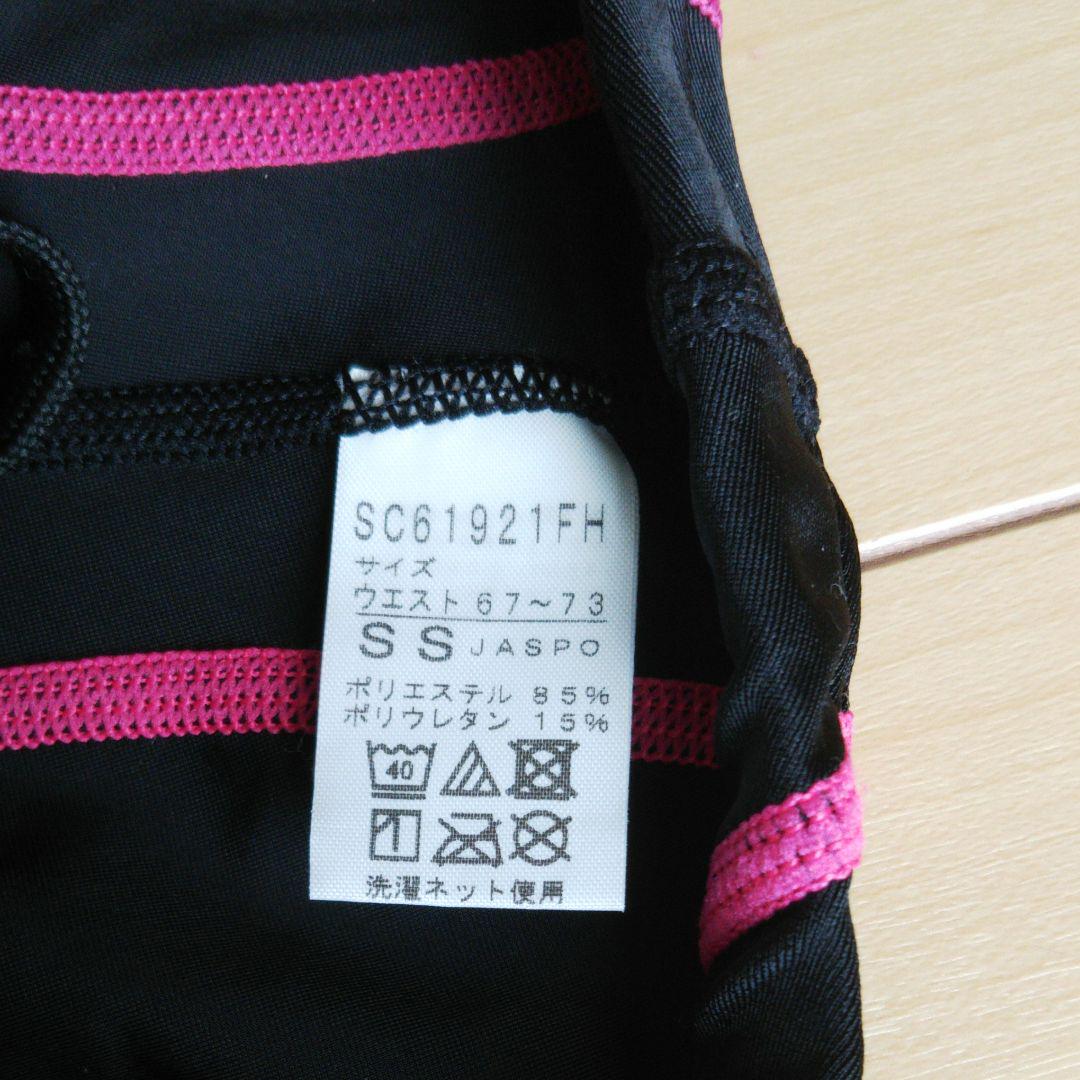 SC61921FH
サイズ
ウエスト 67～73
SS JASPO
ポリエステル 85%
ポリウレタン 15%
40
洗濯ネット使用